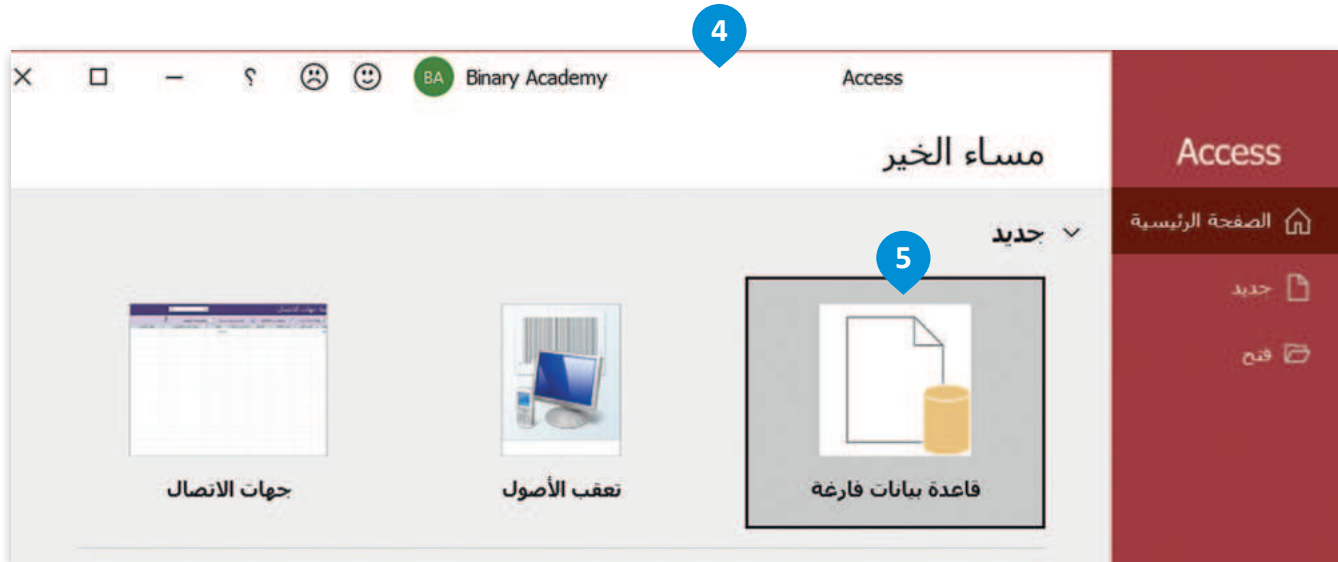 4
Access
Binary Academy
BA
؟
Access
مساء الخير
الصفحة الرئيسية
جديد
فتح
جديد
5
قاعدة بيانات فارغة
تعقب الأصول
جهات الاتصال